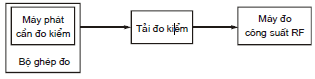 Máy phát
cần đo kiểm
Bộ ghép đo
Tải đo kiểm
Máy đo
công suất RF